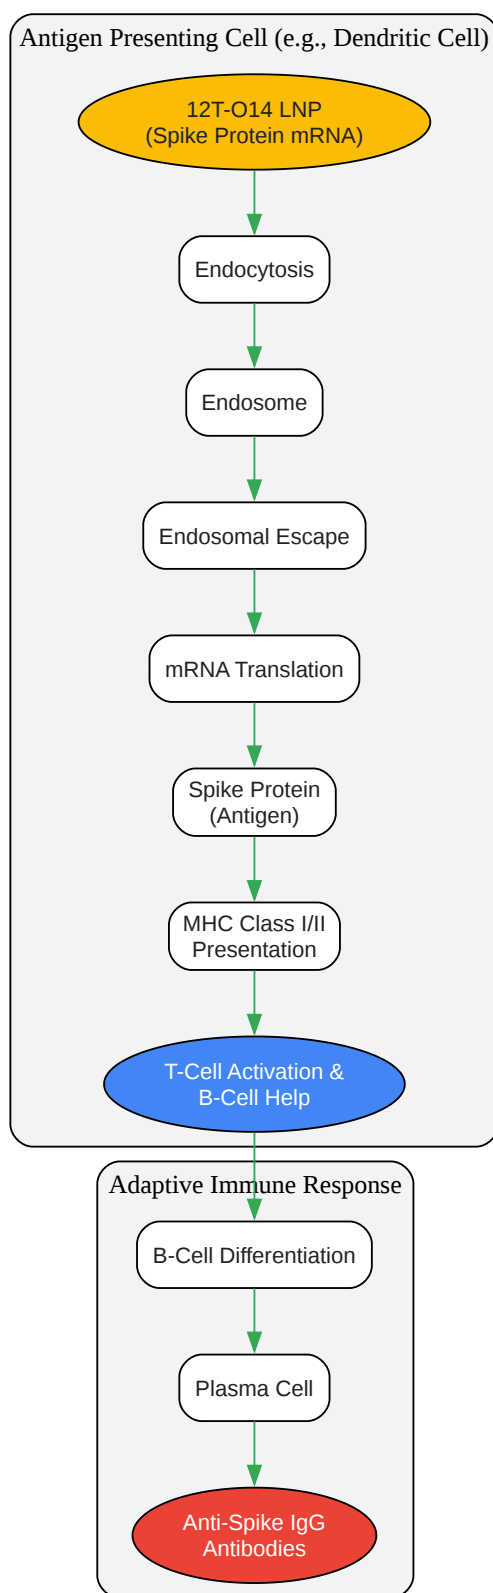 Antigen Presenting Cell (e.g., Dendritic Cell)
12T-O14 LNP
(Spike Protein mRNA)
Endocytosis
Endosome
Endosomal Escape
mRNA Translation
Spike Protein
(Antigen)
MHC Class I/II
Presentation
T-Cell Activation &
B-Cell Help
Adaptive Immune Response
B-Cell Differentiation
Plasma Cell
Anti-Spike IgG
Antibodies